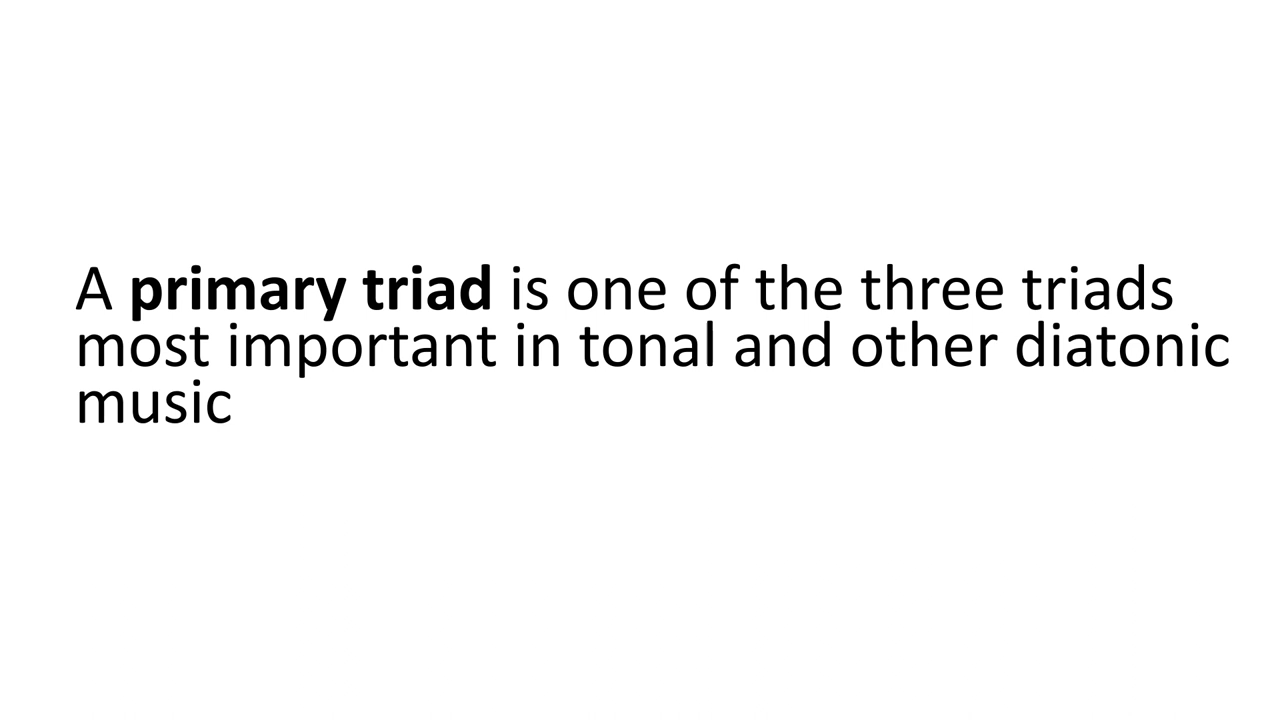 A primary triad is one of the three triads
most important in tonal and other diatonic
music